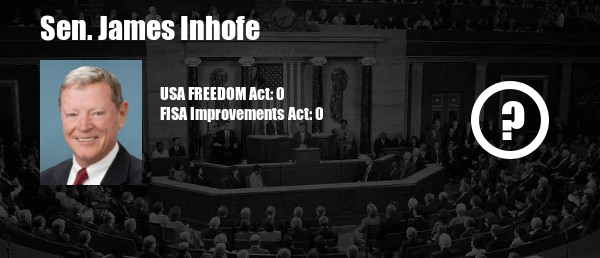 Sen. James Inhofe
USA FREEDOM Act: 0
FISA Improvements Act: 0
?